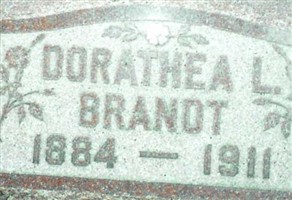 DORATHEA L.
BRANDT
1884 — 1911